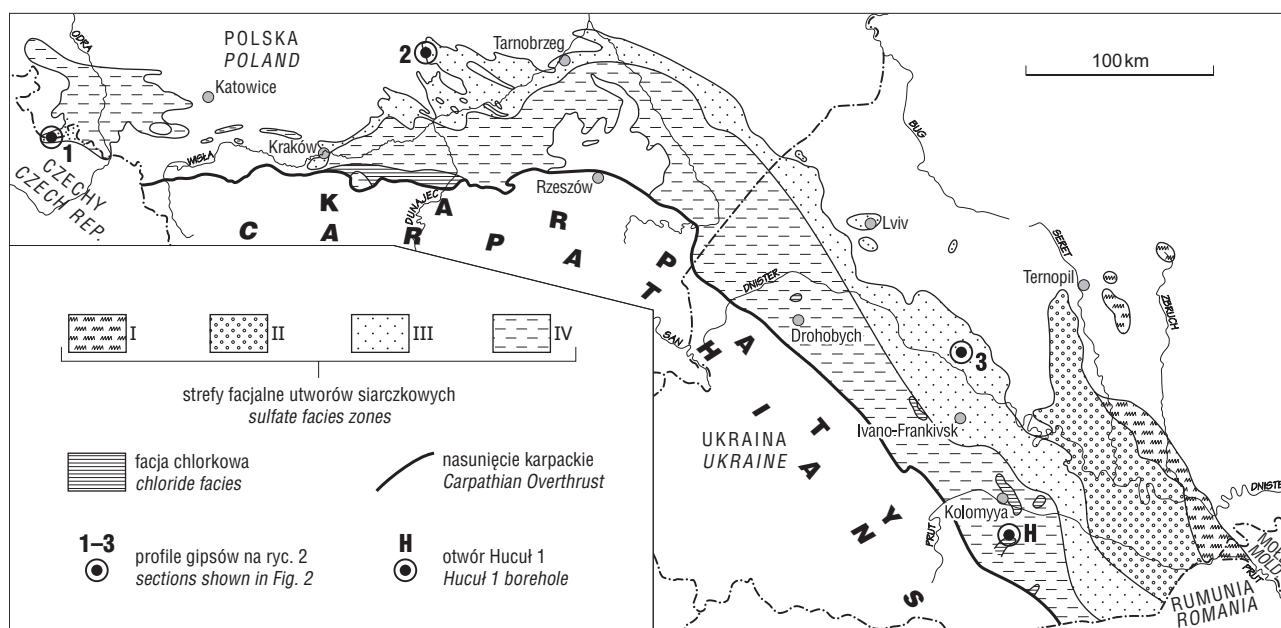 ODRA
POLSKA
POLAND
Katowice
2
Tarnobrzeg
100 km
1
CZECHY
CZECH REP.
WISŁA
Kraków
DUNAJEC
Rzeszów
KARPATY
CARPATHIANS
BUG
Lviv
SERET
Ternopil
ZBRUCH
DNISTER
SAN
Drohobych
3
Ivano-Frankivsk
UKRAINA
UKRAINE
Kolomyya
PRUT
H
DNISTER
PRUT
RUMUNIA
ROMANIA
I
II
III
IV
strefy facjalne utworów siarczkowych
sulfate facies zones
facja chlorkowa
chloride facies
nasunięcie karpackie
Carpathian Overthrust
1–3
profile gipsów na ryc. 2
sections shown in Fig. 2
H
otwór Hucuł 1
Hucuł 1 borehole